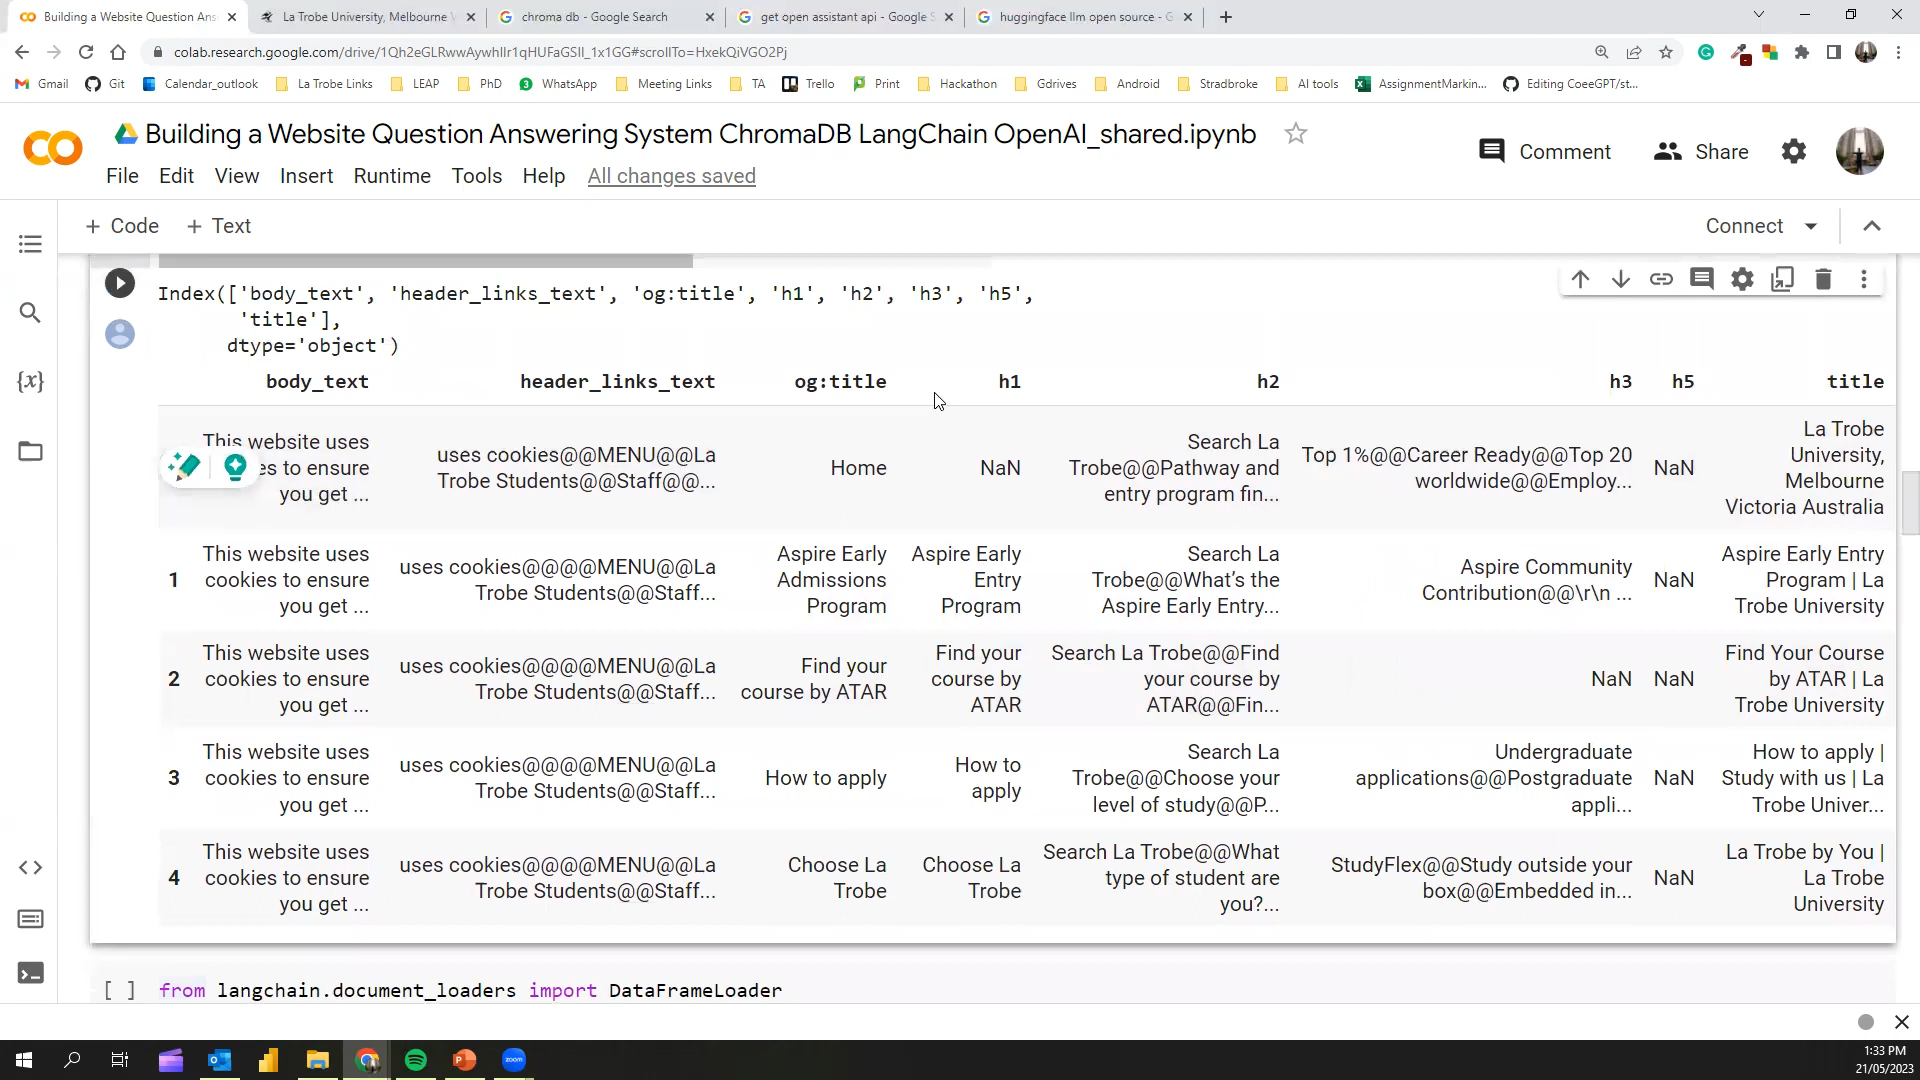 Building a Website Question Ans
La Trobe University, Melbourne V
chroma db - Google Search
get open assistant api - Google S
huggingface llm open source - G
colab.research.google.com/drive/1Qh2eGLRwwAywhIlr1qHUFaGSII_1x1GG#scrollTo=HxekQiVGO2Pj
Gmail
Git
Calendar_outlook
La Trobe Links
LEAP
PhD
WhatsApp
Meeting Links
TA
Trello
Print
Hackathon
Gdrives
Android
Stradbroke
AI tools
AssignmentMarkin...
Editing CoeeGPT/st...
Building a Website Question Answering System ChromaDB LangChain OpenAI_shared.ipynb
Comment
Share
File Edit View Insert Runtime Tools Help All changes saved
+ Code + Text
Connect
Index(['body_text', 'header_links_text', 'og:title', 'h1', 'h2', 'h3', 'h5',
'title'],
dtype='object')
body_text header_links_text og:title h1 h2 h3 h5 title
This website uses
es to ensure
you get ...
uses cookies@@MENU@@La
Trobe Students@@Staff@@...
Home
NaN
Search La
Trobe@@Pathway and
entry program fin...
Top 1%@@Career Ready@@Top 20
worldwide@@Employ...
NaN
La Trobe
University,
Melbourne
Victoria Australia
1
This website uses
cookies to ensure
you get ...
uses cookies@@@@MENU@@La
Trobe Students@@Staff...
Aspire Early
Admissions
Program
Aspire Early
Entry
Program
Search La
Trobe@@What's the
Aspire Early Entry...
Aspire Community
Contribution@@\r\n ...
NaN
Aspire Early Entry
Program | La
Trobe University
2
This website uses
cookies to ensure
you get ...
uses cookies@@@@MENU@@La
Trobe Students@@Staff...
Find your
course by ATAR
Find your
course by
ATAR
Search La Trobe@@Find
your course by
ATAR@@Fin...
NaN
NaN
Find Your Course
by ATAR | La
Trobe University
3
This website uses
cookies to ensure
you get ...
uses cookies@@@@MENU@@La
Trobe Students@@Staff...
How to apply
How to
apply
Search La
Trobe@@Choose your
level of study@@P...
Undergraduate
applications@@Postgraduate
appli...
NaN
How to apply |
Study with us | La
Trobe Univer...
4
This website uses
cookies to ensure
you get ...
uses cookies@@@@MENU@@La
Trobe Students@@Staff...
Choose La
Trobe
Choose La
Trobe
Search La Trobe@@What
type of student are
you?...
StudyFlex@@Study outside your
box@@Embedded in...
NaN
La Trobe by You |
La Trobe
University
[ ] from langchain.document_loaders import DataFrameLoader
zoom
1:33 PM
21/05/2023